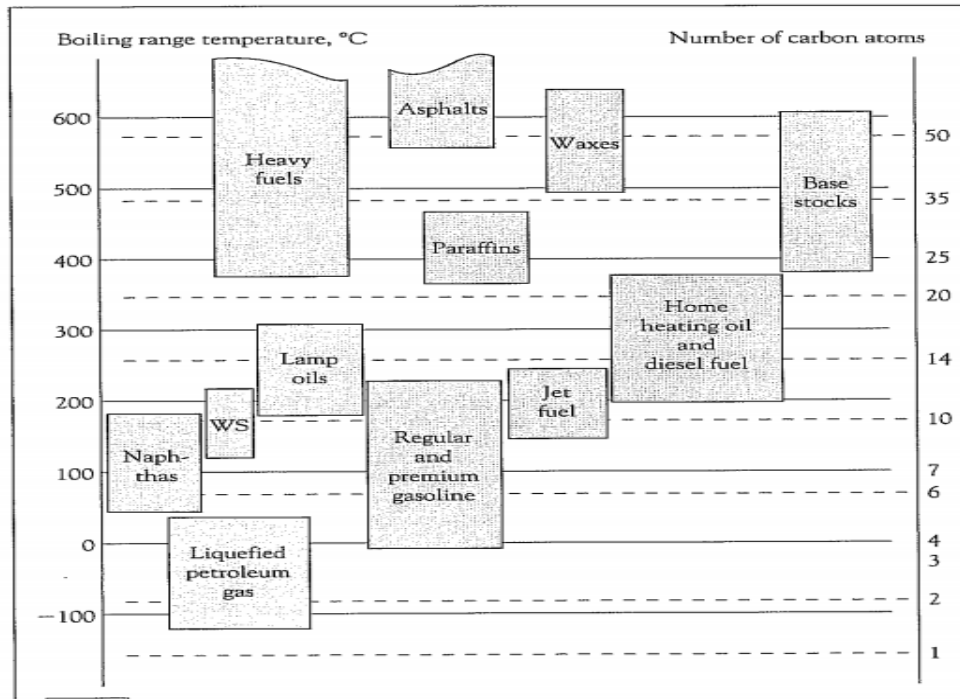 Boiling range temperature, °C
Number of carbon atoms
600
500
400
300
200
100
0
−100
Heavy
fuels
Asphalts
Waxes
Base
stocks
Paraffins
Home
heating oil
and
diesel fuel
Lamp
oils
Jet
fuel
WS
Regular
and
premium
gasoline
Naph-
thas
Liquefied
petroleum
gas
50
35
25
20
14
10
7
6
4
3
2
1